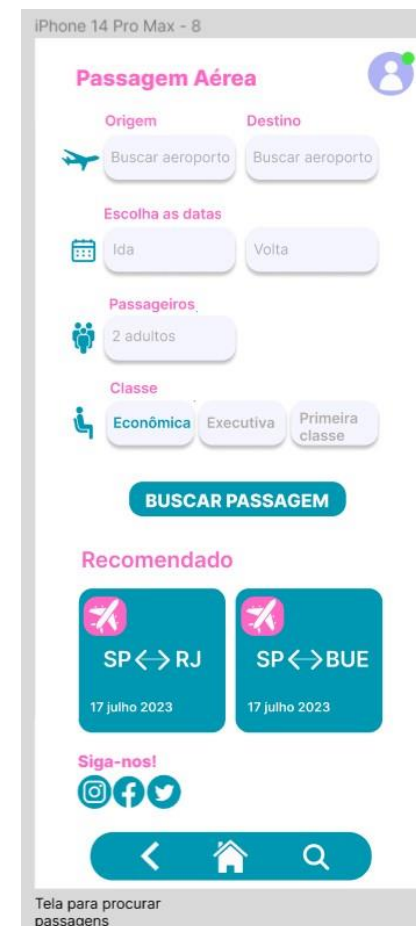 iPhone 14 Pro Max - 8
Passagem Aérea
Origem Destino
Buscar aeroporto Buscar aeroporto
Escolha as datas
Ida Volta
Passageiros
2 adultos
Classe
Econômica Executiva Primeira classe
BUSCAR PASSAGEM
Recomendado
SP<->RJ SP<->BUE
17 julho 2023 17 julho 2023
Siga-nos!
Tela para procurar
passagens